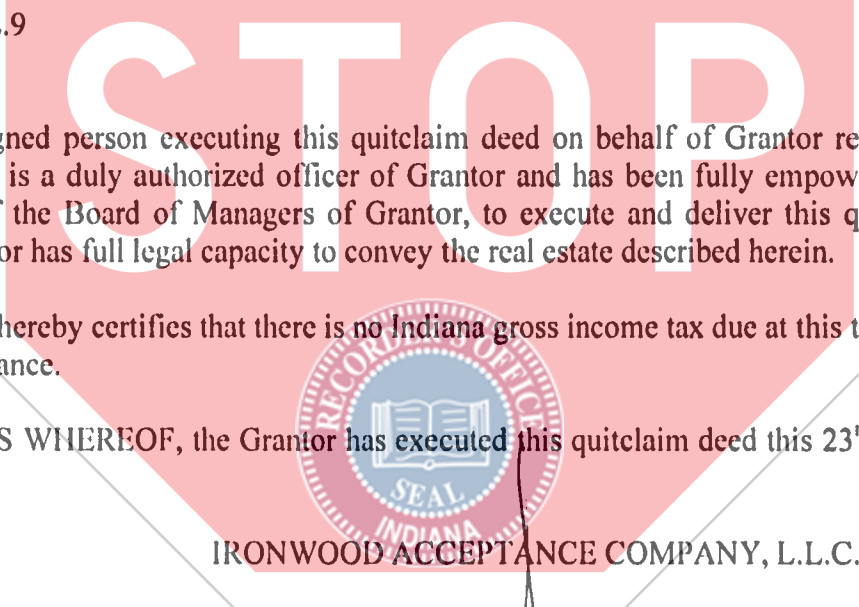 .9
STOP
gned person executing this quitclaim deed on behalf of Grantor re
is a duly authorized officer of Grantor and has been fully empow
f the Board of Managers of Grantor, to execute and deliver this q
or has full legal capacity to convey the real estate described herein.
hereby certifies that there is no Indiana gross income tax due at this t
ance.
S WHEREOF, the Grantor has executed this quitclaim deed this 23
RECORDER'S OFFICE
SEAL
INDIANA
IRONWOOD ACCEPTANCE COMPANY, L.L.C.